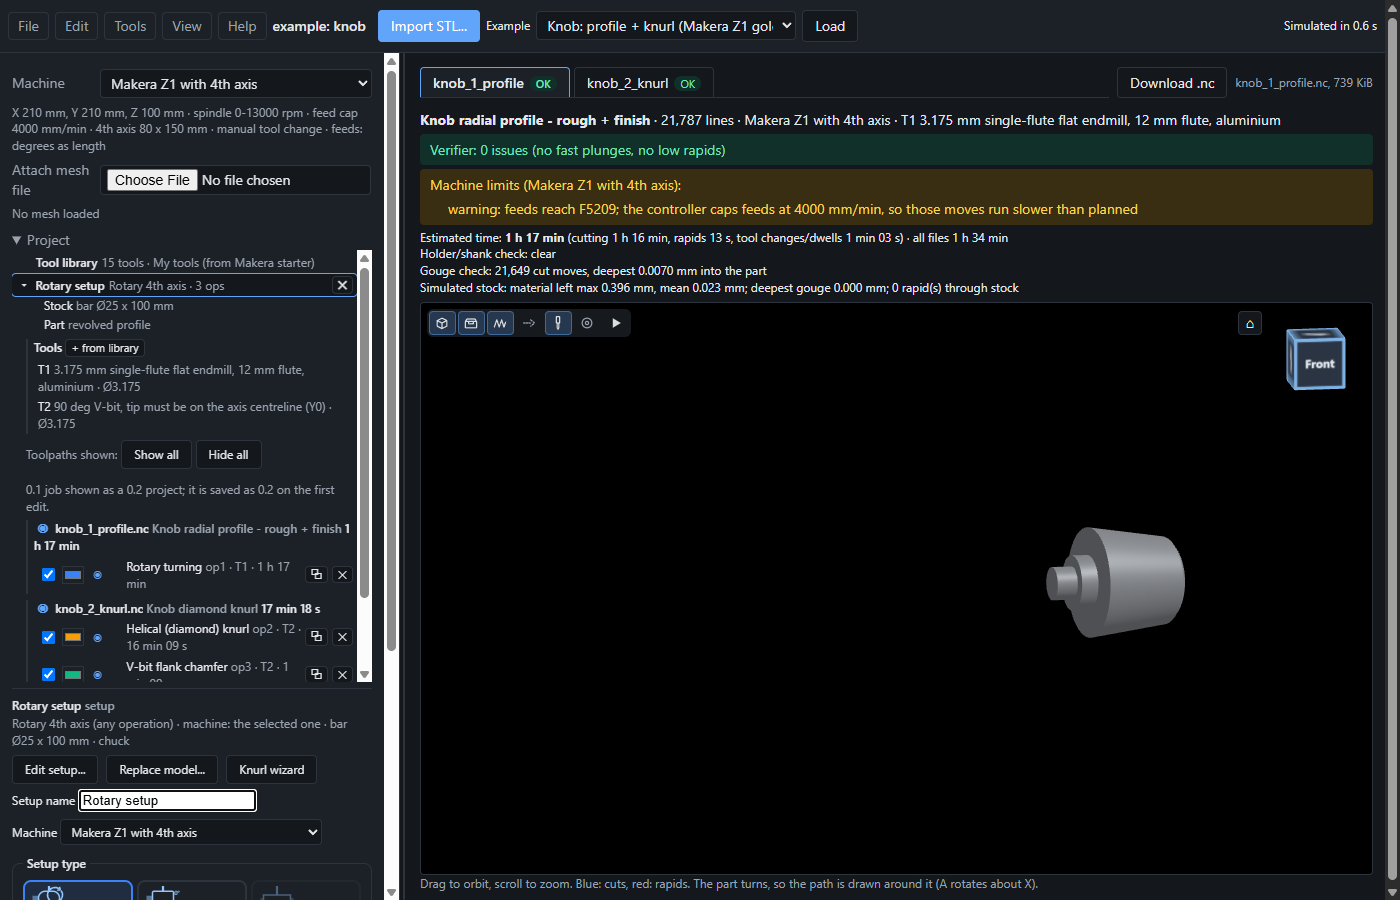 File Edit Tools View Help example: knob Import STL... Example Knob: profile + knurl (Makera Z1 gol Load Simulated in 0.6 s
Machine Makera Z1 with 4th axis
X 210 mm, Y 210 mm, Z 100 mm · spindle 0-13000 rpm · feed cap
4000 mm/min · 4th axis 80 x 150 mm · manual tool change · feeds:
degrees as length
Attach mesh
file
Choose File No file chosen
No mesh loaded
Project
Tool library 15 tools · My tools (from Makera starter)
Rotary setup Rotary 4th axis · 3 ops
Stock bar Ø25 x 100 mm
Part revolved profile
Tools + from library
T1 3.175 mm single-flute flat endmill, 12 mm flute,
aluminium · Ø3.175
T2 90 deg V-bit, tip must be on the axis centreline (Y0) ·
Ø3.175
Toolpaths shown: Show all Hide all
0.1 job shown as a 0.2 project; it is saved as 0.2 on the first
edit.
knob_1_profile.nc Knob radial profile - rough + finish 1
h 17 min
Rotary turning op1 · T1 · 1 h 17
min
knob_2_knurl.nc Knob diamond knurl 17 min 18 s
Helical (diamond) knurl op2 · T2 ·
16 min 09 s
V-bit flank chamfer op3 · T2 · 1
Rotary setup setup
Rotary 4th axis (any operation) · machine: the selected one · bar
Ø25 x 100 mm · chuck
Edit setup... Replace model... Knurl wizard
Setup name Rotary setup
Machine Makera Z1 with 4th axis
Setup type
knob_1_profile OK knob_2_knurl OK Download .nc knob_1_profile.nc, 739 KiB
Knob radial profile - rough + finish · 21,787 lines · Makera Z1 with 4th axis · T1 3.175 mm single-flute flat endmill, 12 mm flute, aluminium
Verifier: 0 issues (no fast plunges, no low rapids)
Machine limits (Makera Z1 with 4th axis):
warning: feeds reach F5209; the controller caps feeds at 4000 mm/min, so those moves run slower than planned
Estimated time: 1 h 17 min (cutting 1 h 16 min, rapids 13 s, tool changes/dwells 1 min 03 s) · all files 1 h 34 min
Holder/shank check: clear
Gouge check: 21,649 cut moves, deepest 0.0070 mm into the part
Simulated stock: material left max 0.396 mm, mean 0.023 mm; deepest gouge 0.000 mm; 0 rapid(s) through stock
Front
Drag to orbit, scroll to zoom. Blue: cuts, red: rapids. The part turns, so the path is drawn around it (A rotates about X).